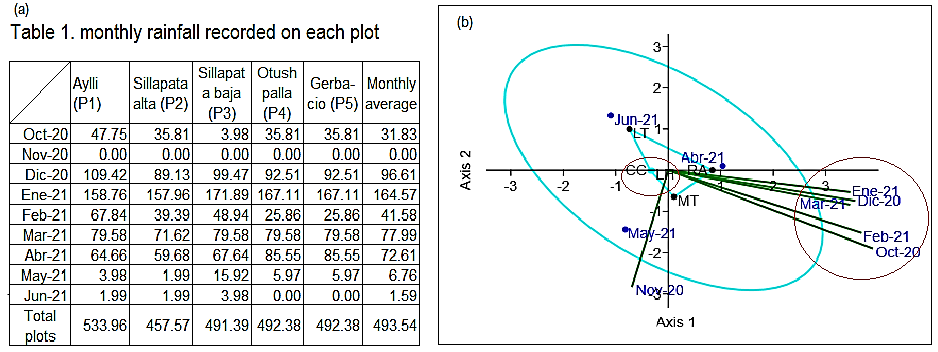 (a)
Table 1. monthly rainfall recorded on each plot
Aylli (P1) Sillapata alta (P2) Sillapat a baja (P3) Otush palla (P4) Gerba- cio (P5) Monthly average
Oct-20 47.75 35.81 3.98 35.81 35.81 31.83
Nov-20 0.00 0.00 0.00 0.00 0.00 0.00
Dic-20 109.42 89.13 99.47 92.51 92.51 96.61
Ene-21 158.76 157.96 171.89 167.11 167.11 164.57
Feb-21 67.84 39.39 48.94 25.86 25.86 41.58
Mar-21 79.58 71.62 79.58 79.58 79.58 77.99
Abr-21 64.66 59.68 67.64 85.55 85.55 72.61
May-21 3.98 1.99 15.92 5.97 5.97 6.76
Jun-21 1.99 1.99 3.98 0.00 0.00 1.59
Total plots 533.96 457.57 491.39 492.38 492.38 493.54
(b)
3
2
Jun-21
LT
1
Abr-21
CC
RA
-3 -2 -1 1 2 3
Ene-21
Mar-21
Dic-20
MT
-1
May-21
Feb-21
-2
Oct-20
Nov-20
-3
Axis 2
Axis 1